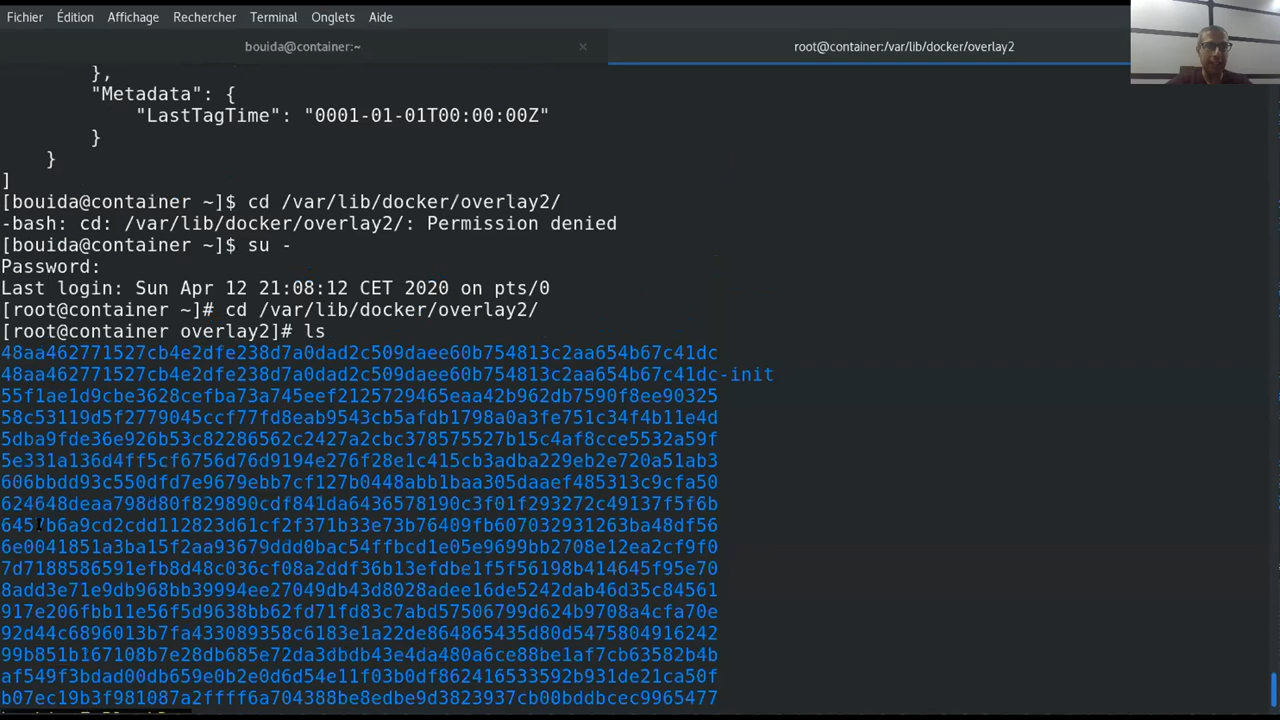 Fichier Édition Affichage Rechercher Terminal Onglets Aide
bouida@container:~ × root@container:/var/lib/docker/overlay2
},
"Metadata": {
"LastTagTime": "0001-01-01T00:00:00Z"
}
}
]
[bouida@container ~]$ cd /var/lib/docker/overlay2/
-bash: cd: /var/lib/docker/overlay2/: Permission denied
[bouida@container ~]$ su -
Password:
Last login: Sun Apr 12 21:08:12 CET 2020 on pts/0
[root@container ~]# cd /var/lib/docker/overlay2/
[root@container overlay2]# ls
48aa462771527cb4e2dfe238d7a0dad2c509daee60b754813c2aa654b67c41dc
48aa462771527cb4e2dfe238d7a0dad2c509daee60b754813c2aa654b67c41dc-init
55f1ae1d9cbe3628cefba73a745eef2125729465eaa42b962db7590f8ee90325
58c53119d5f2779045ccf77fd8eab9543cb5afdb1798a0a3fe751c34f4b11e4d
5dba9fde36e926b53c82286562c2427a2cbc378575527b15c4af8cce5532a59f
5e331a136d4ff5cf6756d76d9194e276f28e1c415cb3adba229eb2e720a51ab3
606bbdd93c550dfd7e9679ebb7cf127b0448abb1baa305daaef485313c9cfa50
624648deaa798d80f829890cdf841da6436578190c3f01f293272c49137f5f6b
6457b6a9cd2cdd112823d61cf2f371b33e73b76409fb607032931263ba48df56
6e0041851a3ba15f2aa93679ddd0bac54ffbcd1e05e9699bb2708e12ea2cf9f0
7d7188586591efb8d48c036cf08a2ddf36b13efdbe1f5f56198b414645f95e70
8add3e71e9db968bb39994ee27049db43d8028adee16de5242dab46d35c84561
917e206fbb11e56f5d9638bb62fd71fd83c7abd57506799d624b9708a4cfa70e
92d44c6896013b7fa433089358c6183e1a22de864865435d80d5475804916242
99b851b167108b7e28db685e72da3dbdb43e4da480a6ce88be1af7cb63582b4b
af549f3bdad00db659e0b2e0d6d54e11f03b0df862416533592b931de21ca50f
b07ec19b3f981087a2ffff6a704388be8edbe9d3823937cb00bddbcec9965477